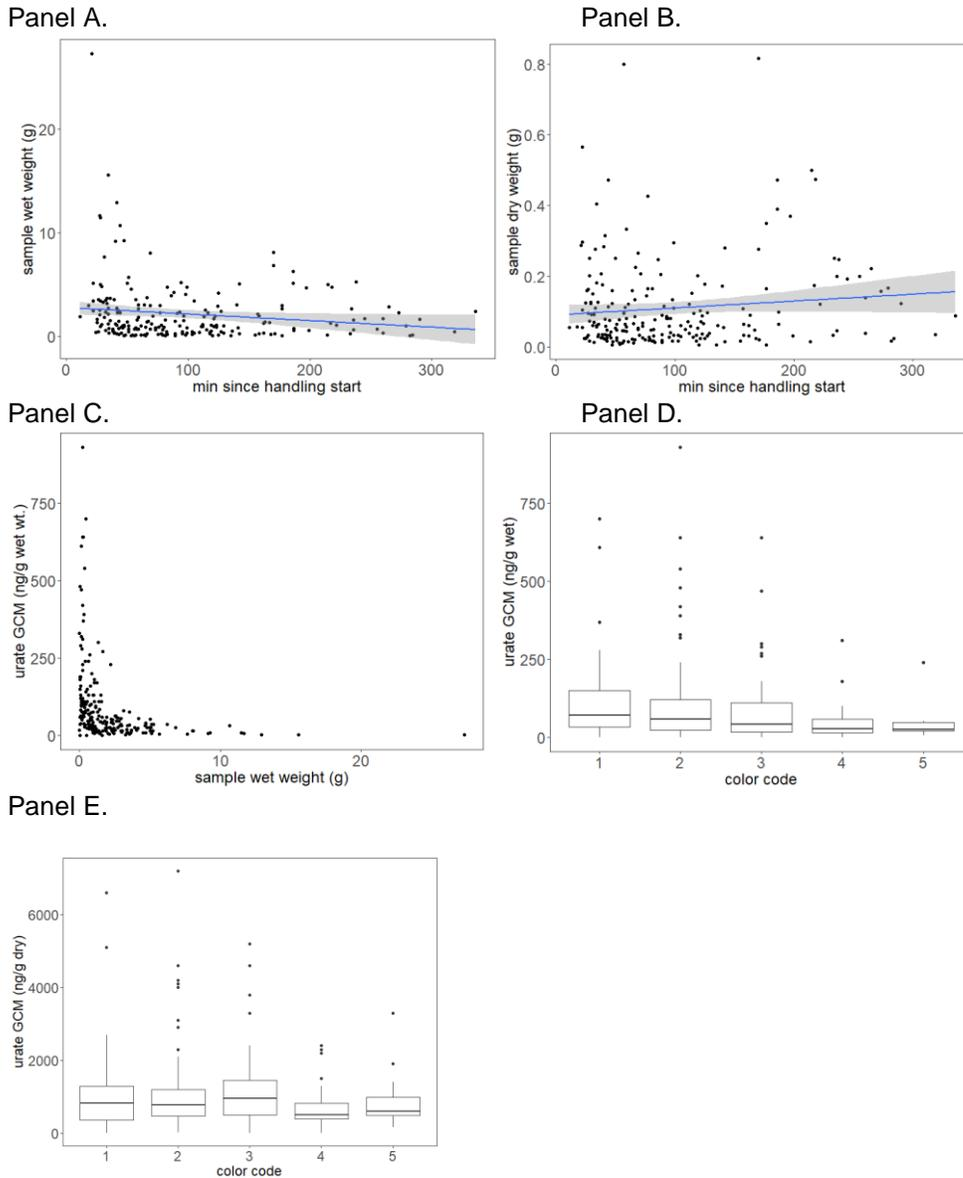 Panel A.
Panel B.
sample wet weight (g)
20
10
0
0
100
200
300
min since handling start
sample dry weight (g)
0.8
0.6
0.4
0.2
0.0
0
100
200
300
min since handling start
Panel C.
Panel D.
urate GCM (ng/g wet wt.)
750
500
250
0
0
10
20
sample wet weight (g)
urate GCM (ng/g wet)
750
500
250
0
1
2
3
4
5
color code
Panel E.
urate GCM (ng/g dry)
6000
4000
2000
0
1
2
3
4
5
color code